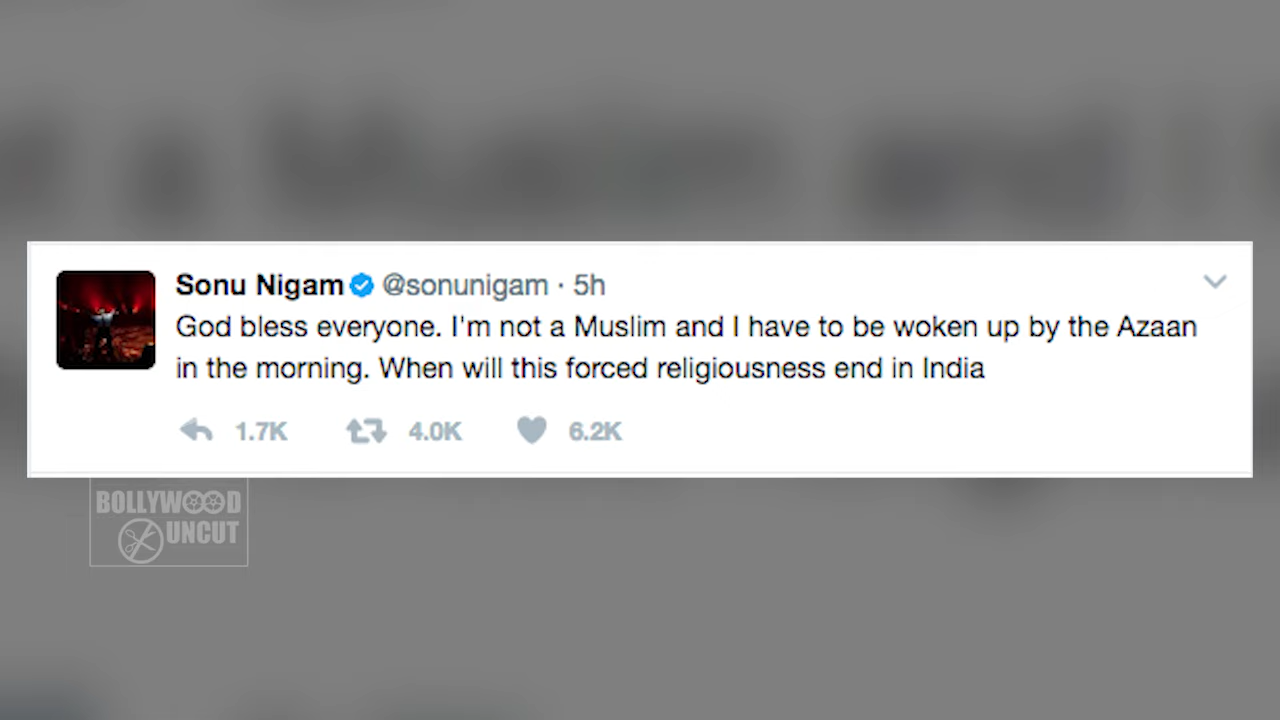 Sonu Nigam @sonunigam · 5h
God bless everyone. I'm not a Muslim and I have to be woken up by the Azaan
in the morning. When will this forced religiousness end in India
1.7K 4.0K 6.2K
BOLLYWOOD
UNCUT